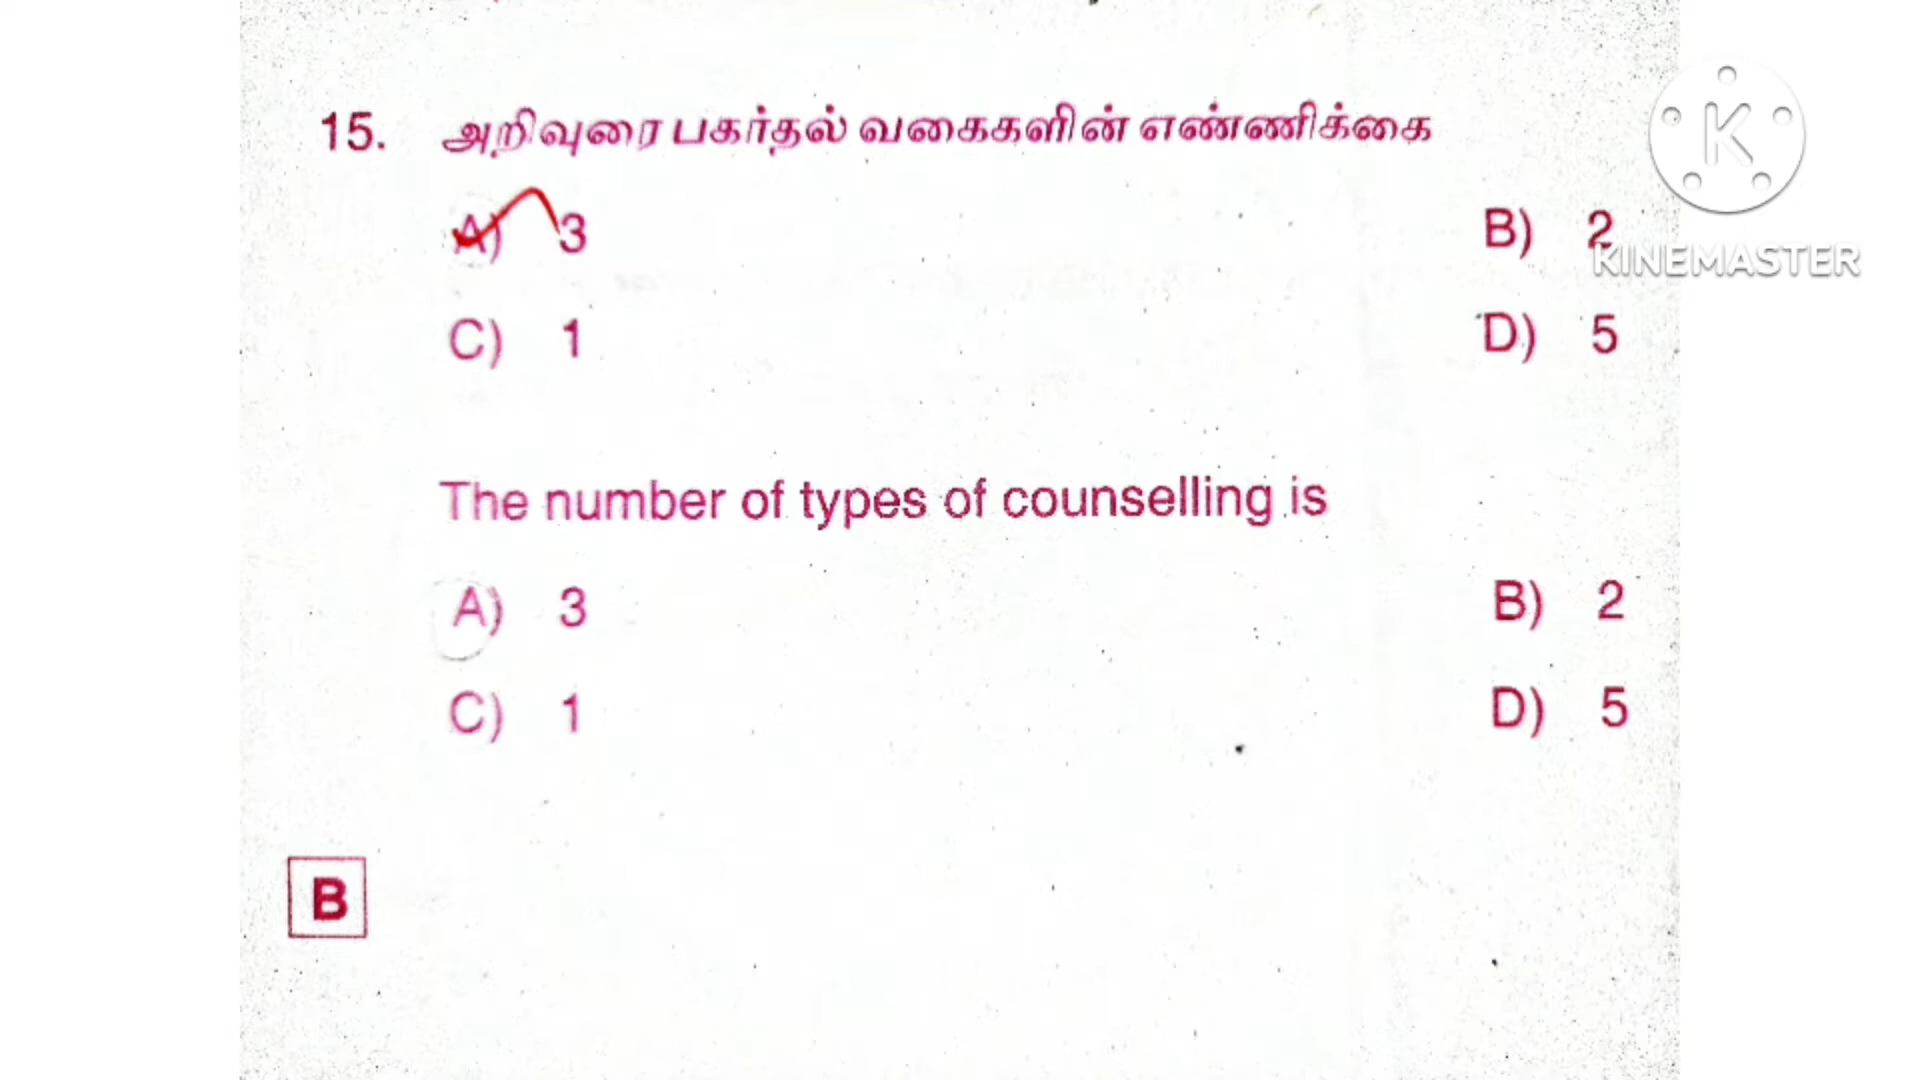 15. அறிவுரை பகர்தல் வகைகளின் எண்ணிக்கை
A) 3 B) 2
C) 1 D) 5
The number of types of counselling is
A) 3 B) 2
C) 1 D) 5
B
K
KINEMASTER